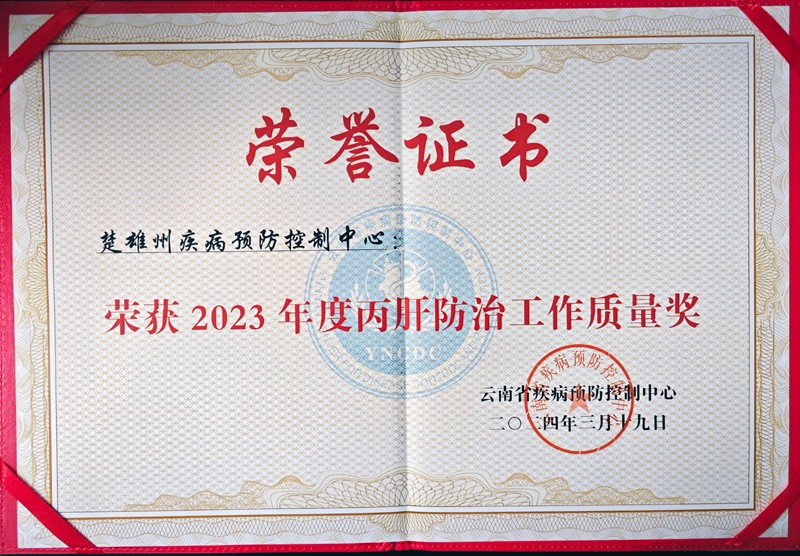 荣誉证书
楚雄州疾病预防控制中心:
荣获 2023 年度丙肝防治工作质量奖
YNCDC
云南省疾病预防控制中心
二〇二四年三月十九日